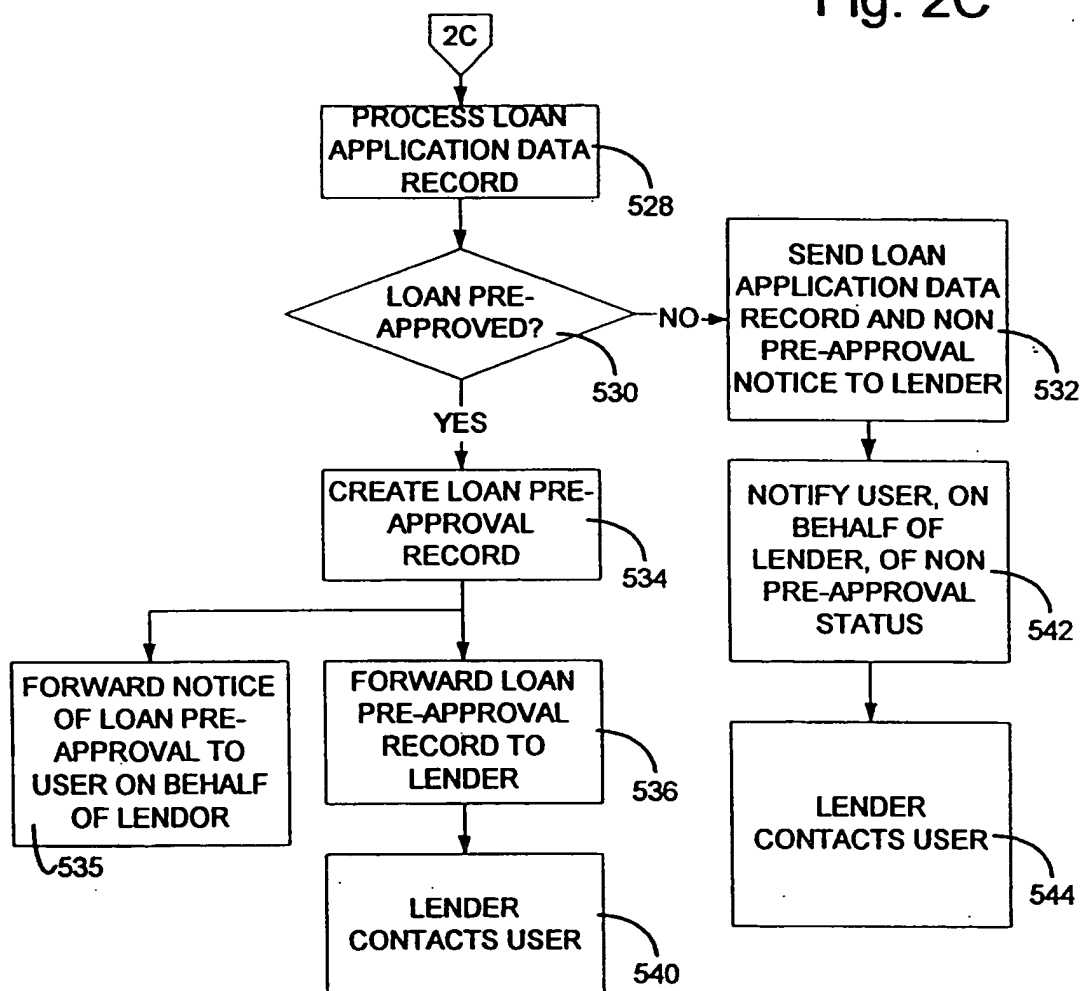 Fig. 2C
2C
PROCESS LOAN
APPLICATION DATA
RECORD
528
LOAN PRE-
APPROVED?
530
NO
SEND LOAN
APPLICATION DATA
RECORD AND NON
PRE-APPROVAL
NOTICE TO LENDER
532
YES
CREATE LOAN PRE-
APPROVAL
RECORD
534
NOTIFY USER, ON
BEHALF OF
LENDER, OF NON
PRE-APPROVAL
STATUS
542
FORWARD NOTICE
OF LOAN PRE-
APPROVAL TO
USER ON BEHALF
OF LENDOR
535
FORWARD LOAN
PRE-APPROVAL
RECORD TO
LENDER
536
LENDER
CONTACTS USER
544
LENDER
CONTACTS USER
540